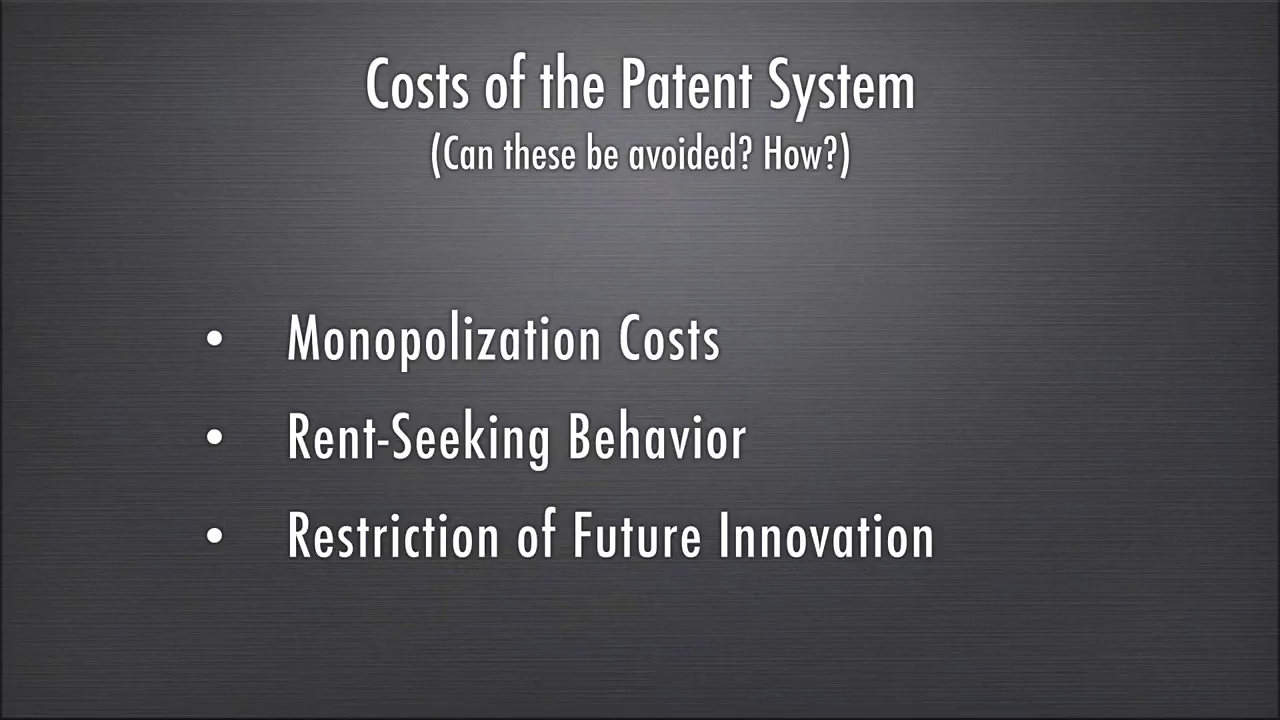 Costs of the Patent System
(Can these be avoided? How?)
• Monopolization Costs
• Rent-Seeking Behavior
• Restriction of Future Innovation